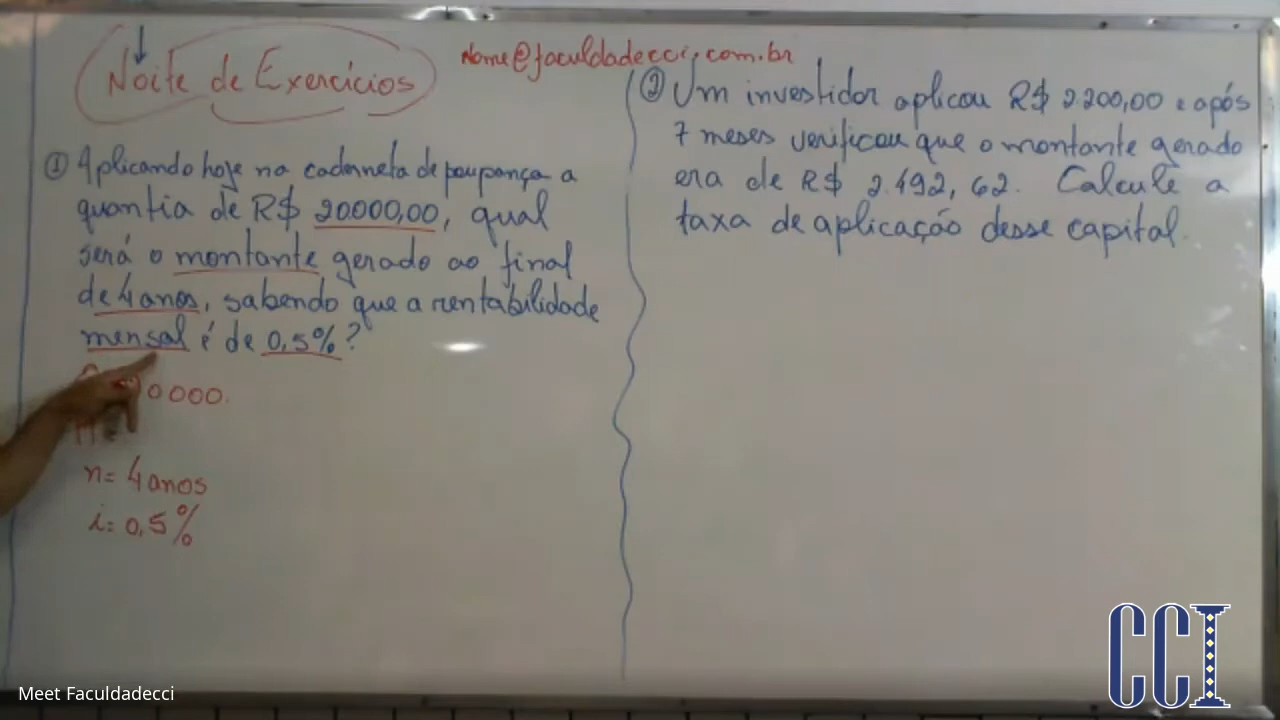 Noite de Exercícios
Nome@faculdadecci.com.br
① Aplicando hoje na caderneta de poupança a
quantia de R$ 20000,00, qual
será o montante gerado ao final
de 4 anos, sabendo que a rentabilidade
mensal é de 0,5%?
0000.
n= 4 anos
i= 0,5%
② Um investidor aplicou R$ 2.200,00 e após
7 meses verificou que o montante gerado
era de R$ 2.492,62. Calcule a
taxa de aplicação desse capital.
CCI
Meet Faculdadecci